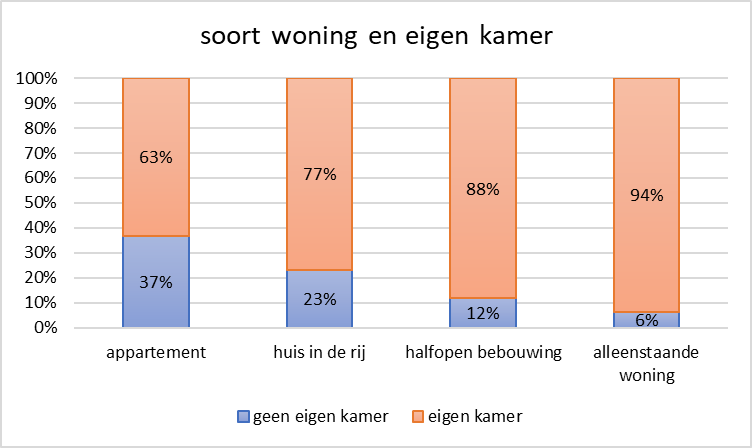 soort woning en eigen kamer
100%
90%
80%
70%
60%
50%
40%
30%
20%
10%
0%
63%
77%
88%
94%
37%
23%
12%
6%
appartement
huis in de rij
halfopen bebouwing
alleenstaande
woning
geen eigen kamer
eigen kamer